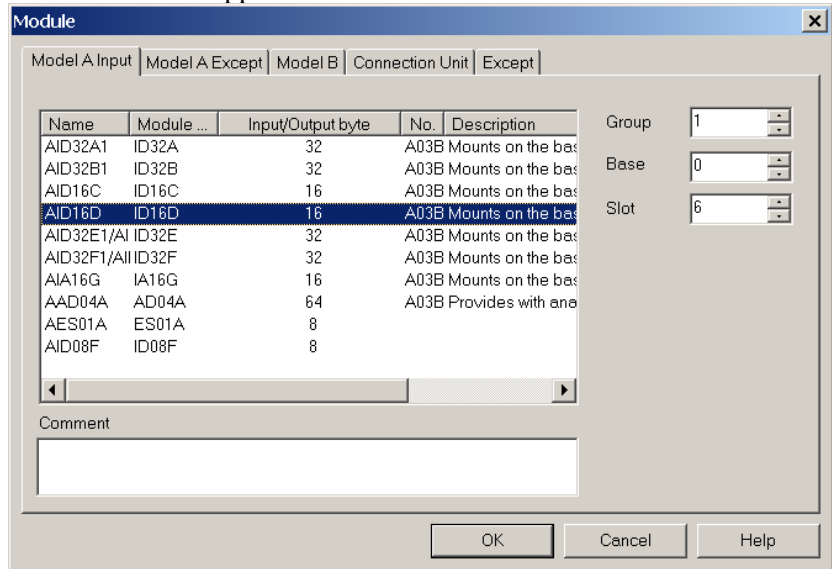 Module
Model A Input Model A Except Model B Connection Unit Except
Name Module ... Input/Output byte No. Description
AID32A1 ID32A 32 A03B Mounts on the bas
AID32B1 ID32B 32 A03B Mounts on the bas
AID16C ID16C 16 A03B Mounts on the bas
AID16D ID16D 16 A03B Mounts on the bas
AID32E1/AI ID32E 32 A03B Mounts on the bas
AID32F1/AII ID32F 32 A03B Mounts on the bas
AIA16G IA16G 16 A03B Mounts on the bas
AAD04A AD04A 64 A03B Provides with ana
AES01A ES01A 8
AID08F ID08F 8
Group 1
Base 0
Slot 6
Comment
OK Cancel Help